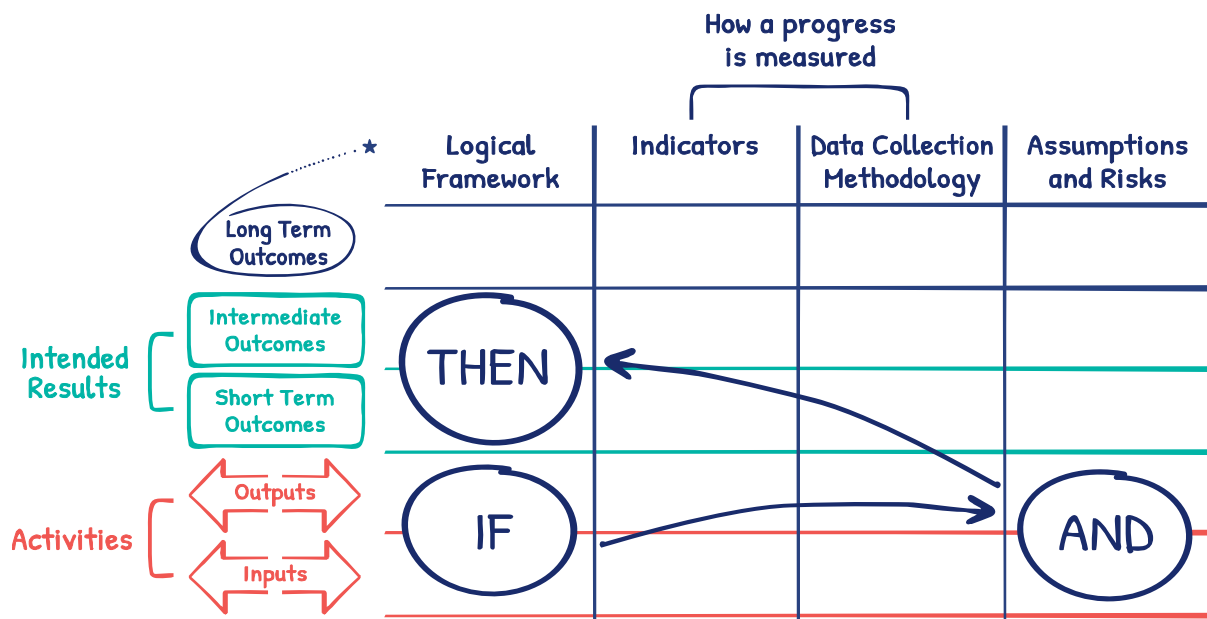 How a progress
is measured
Logical
Framework
Indicators
Data Collection
Methodology
Assumptions
and Risks
Long Term
Outcomes
Intended
Results
Intermediate
Outcomes
Short Term
Outcomes
THEN
Activities
Outputs
Inputs
IF
AND